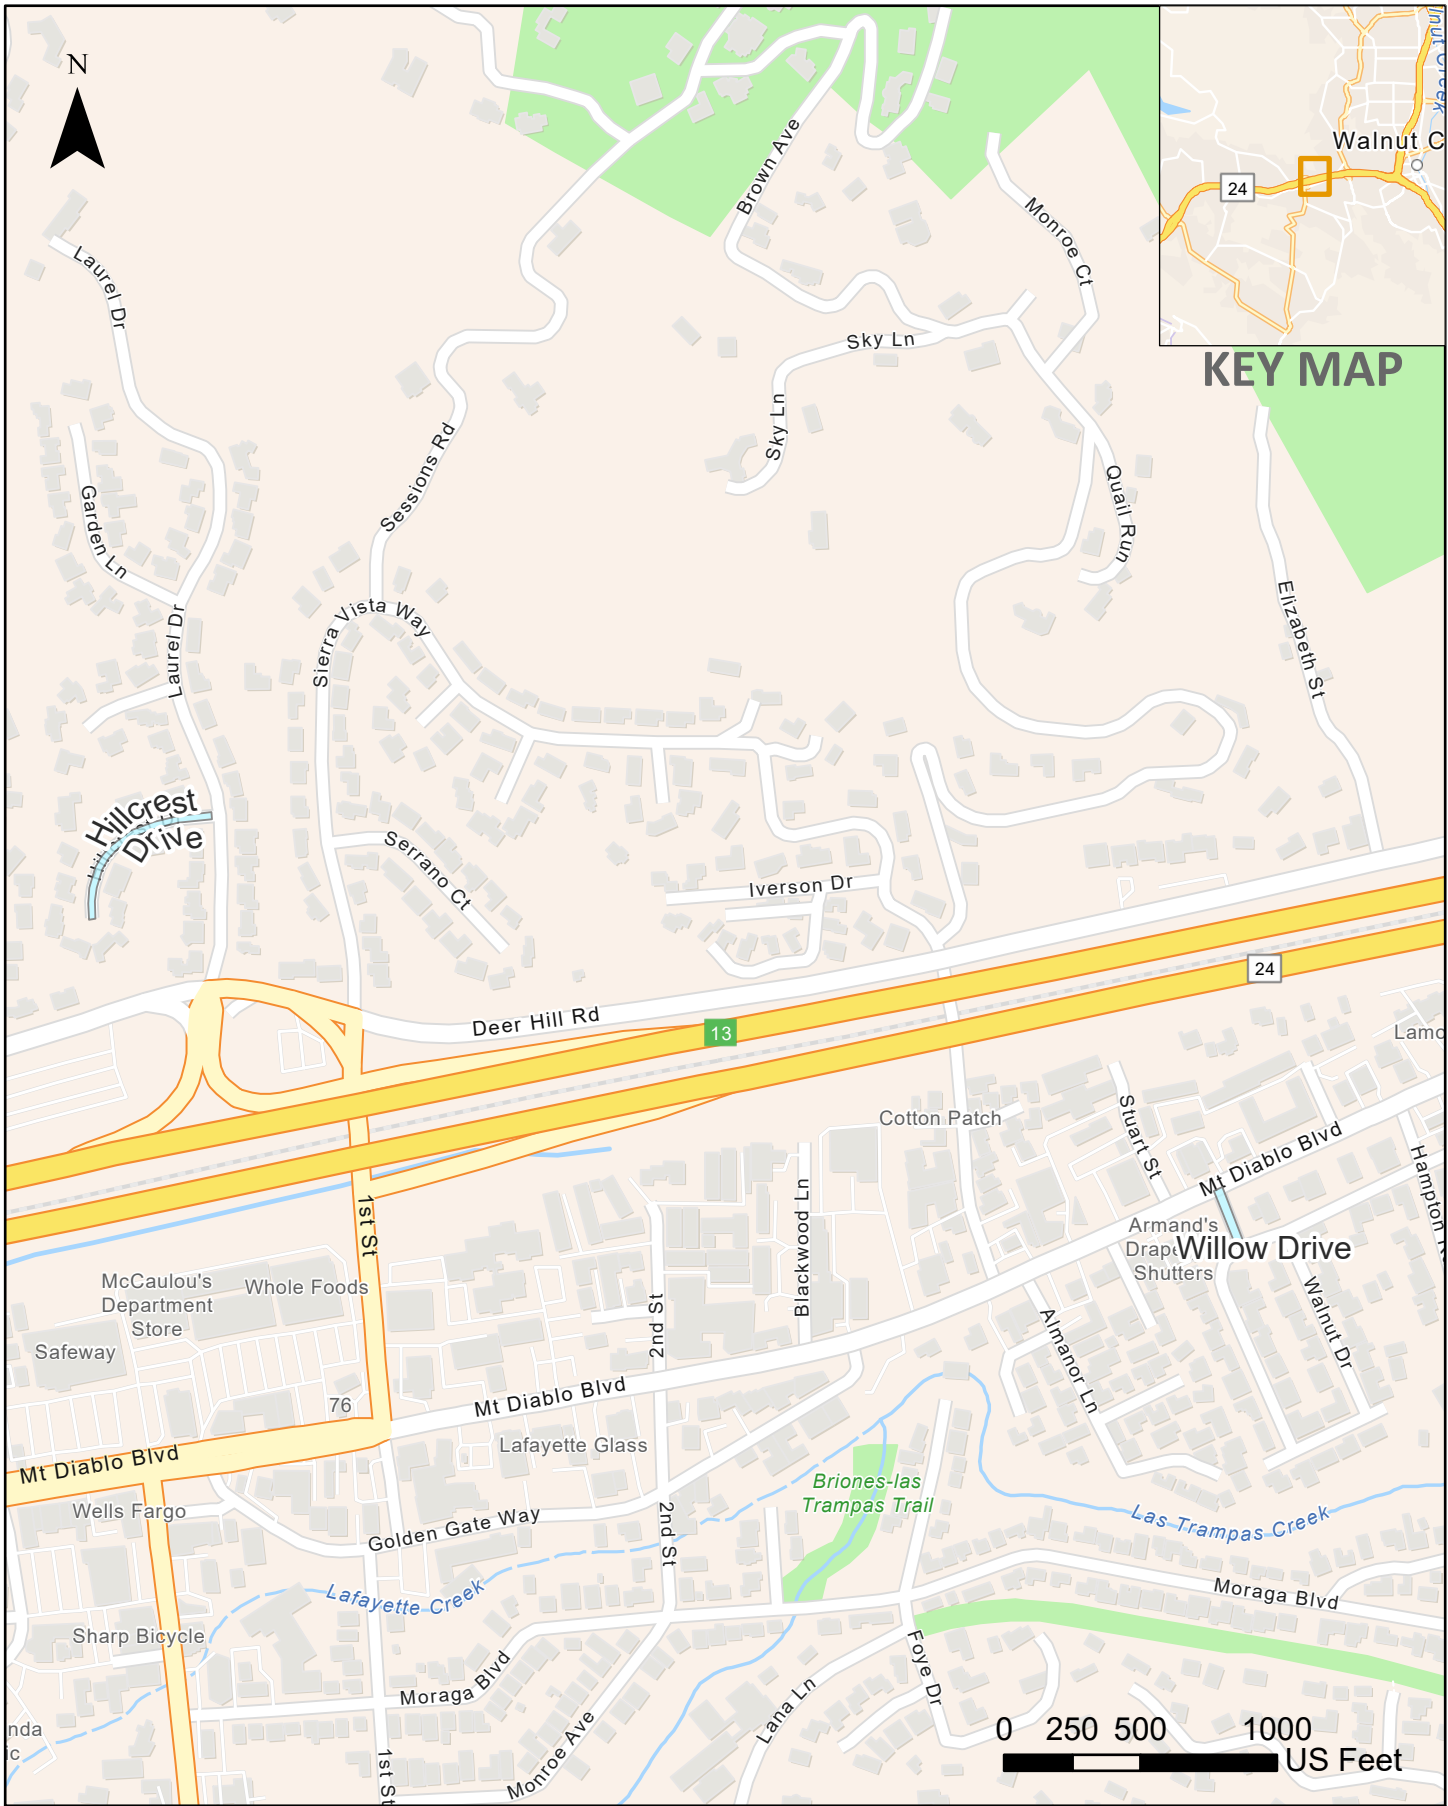 N
Walnut C
lnut Creek
24
KEY MAP
Brown Ave
Monroe Ct
Laurel Dr
Sky Ln
Sky Ln
Sessions Rd
Garden Ln
Quail Run
Elizabeth St
Sierra Vista Way
Laurel Dr
Hillcrest
Drive
Serrano Ct
Iverson Dr
24
Deer Hill Rd
13
Lamo
Cotton Patch
Stuart St
Mt Diablo Blvd
Hampton R
1st St
Blackwood Ln
Armand's
Drape
Shutters
Willow Drive
McCaulou's
Department
Store
Whole Foods
Safeway
2nd St
Almanor Ln
Walnut Dr
76
Mt Diablo Blvd
Mt Diablo Blvd
Lafayette Glass
Briones-las
Trampas Trail
Wells Fargo
Golden Gate Way
2nd St
Las Trampas Creek
Lafayette Creek
Moraga Blvd
Sharp Bicycle
Moraga Blvd
Foye Dr
Lana Ln
Monroe Ave
1st St
nda
ic
0 250 500 1000
US Feet